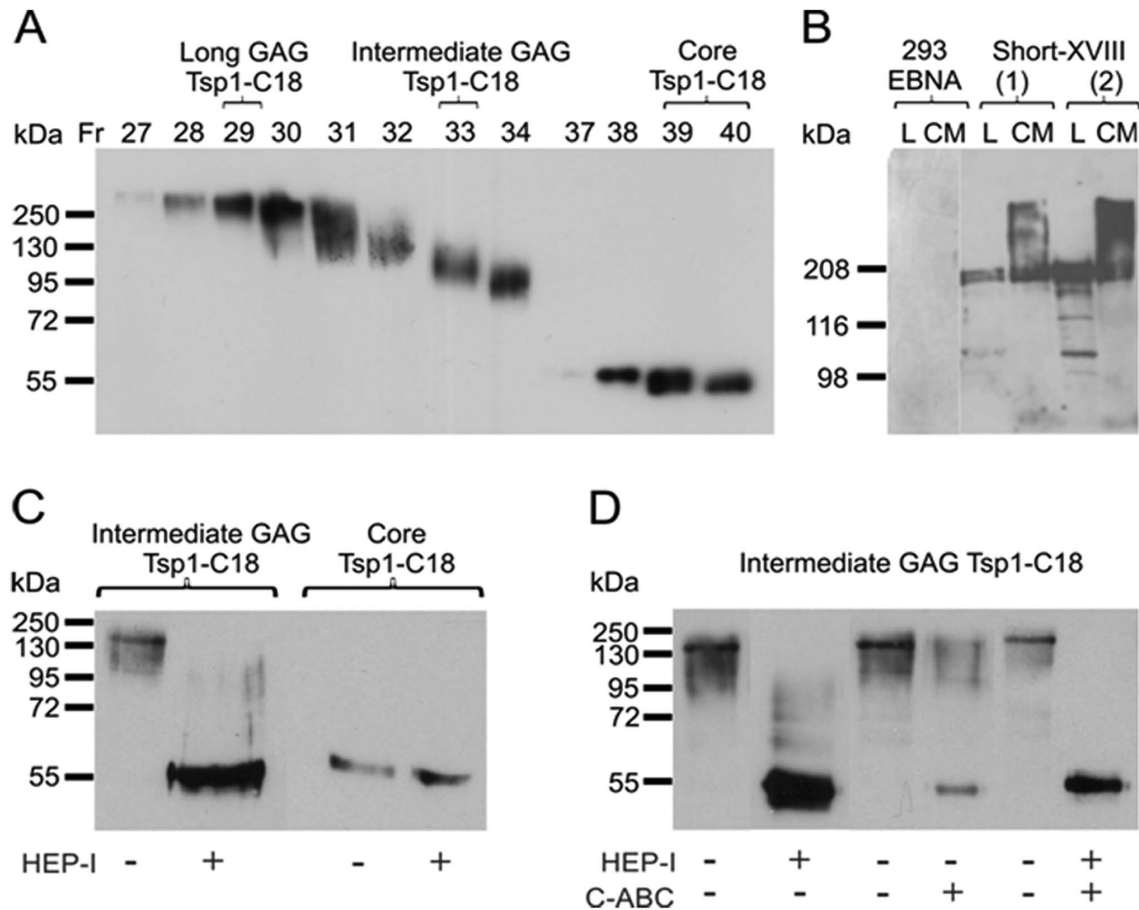 A
Long GAG Tsp1-C18
Intermediate GAG Tsp1-C18
Core Tsp1-C18
kDa Fr 27 28 29 30 31 32 33 34 37 38 39 40
250
130
95
72
55
B
293 EBNA
Short-XVIII
(1) (2)
kDa L CM L CM L CM
208
116
98
C
Intermediate GAG Tsp1-C18
Core Tsp1-C18
kDa
250
130
95
72
55
HEP-I - + - +
D
Intermediate GAG Tsp1-C18
kDa
250
130
95
72
55
HEP-I - + - - - +
C-ABC - - - + - +